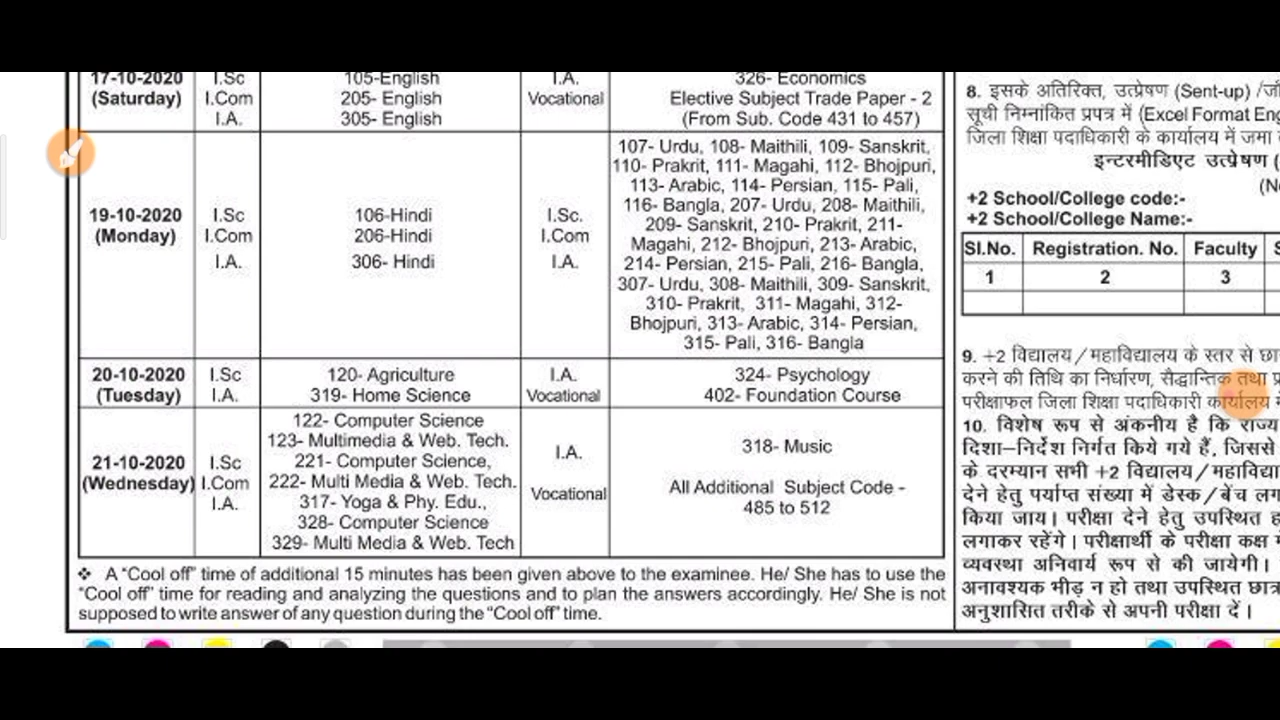 17-10-2020
(Saturday)
I.Sc
I.Com
I.A.
105-English
205- English
305- English
I.A.
Vocational
326- Economics
Elective Subject Trade Paper - 2
(From Sub. Code 431 to 457)
19-10-2020
(Monday)
I.Sc
I.Com
I.A.
106-Hindi
206-Hindi
306- Hindi
I.Sc.
I.Com
I.A.
107- Urdu, 108- Maithili, 109- Sanskrit,
110- Prakrit, 111- Magahi, 112- Bhojpuri,
113- Arabic, 114- Persian, 115- Pali,
116- Bangla, 207- Urdu, 208- Maithili,
209- Sanskrit, 210- Prakrit, 211-
Magahi, 212- Bhojpuri, 213- Arabic,
214- Persian, 215- Pali, 216- Bangla,
307- Urdu, 308- Maithili, 309- Sanskrit,
310- Prakrit, 311- Magahi, 312-
Bhojpuri, 313- Arabic, 314- Persian,
315- Pali, 316- Bangla
20-10-2020
(Tuesday)
I.Sc
I.A.
120- Agriculture
319- Home Science
I.A.
Vocational
324- Psychology
402- Foundation Course
21-10-2020
(Wednesday)
I.Sc
I.Com
I.A.
122- Computer Science
123- Multimedia & Web. Tech.
221- Computer Science,
222- Multi Media & Web. Tech.
317- Yoga & Phy. Edu.,
328- Computer Science
329- Multi Media & Web. Tech
I.A.
Vocational
318- Music
All Additional Subject Code -
485 to 512
❖ A “Cool off” time of additional 15 minutes has been given above to the examinee. He/ She has to use the
“Cool off” time for reading and analyzing the questions and to plan the answers accordingly. He/ She is not
supposed to write answer of any question during the “Cool off” time.
8. इसके अतिरिक्त, उत्प्रेषण (Sent-up) /जाँ
सूची निम्नांकित प्रपत्र में (Excel Format Eng
जिला शिक्षा पदाधिकारी के कार्यालय में जमा
इन्टरमीडिएट उत्प्रेषण (
(No
+2 School/College code:-
+2 School/College Name:-
Sl.No.
Registration. No.
Faculty
S
1
2
3
9. +2 विद्यालय/महाविद्यालय के स्तर से छा
करने की तिथि का निर्धारण, सैद्धान्तिक तथा प्र
परीक्षाफल जिला शिक्षा पदाधिकारी कार्यालय में
10. विशेष रूप से अंकनीय है कि राज्य
दिशा–निर्देश निर्गत किये गये हैं, जिससे
के दरम्यान सभी +2 विद्यालय/महाविद्या
देने हेतु पर्याप्त संख्या में डेस्क/बेंच लग
किया जाय। परीक्षा देने हेतु उपस्थित ह
लगाकर रहेंगे। परीक्षार्थी के परीक्षा कक्ष में
व्यवस्था अनिवार्य रूप से की जायेगी।
अनावश्यक भीड़ न हो तथा उपस्थित छात्र
अनुशासित तरीके से अपनी परीक्षा दें।